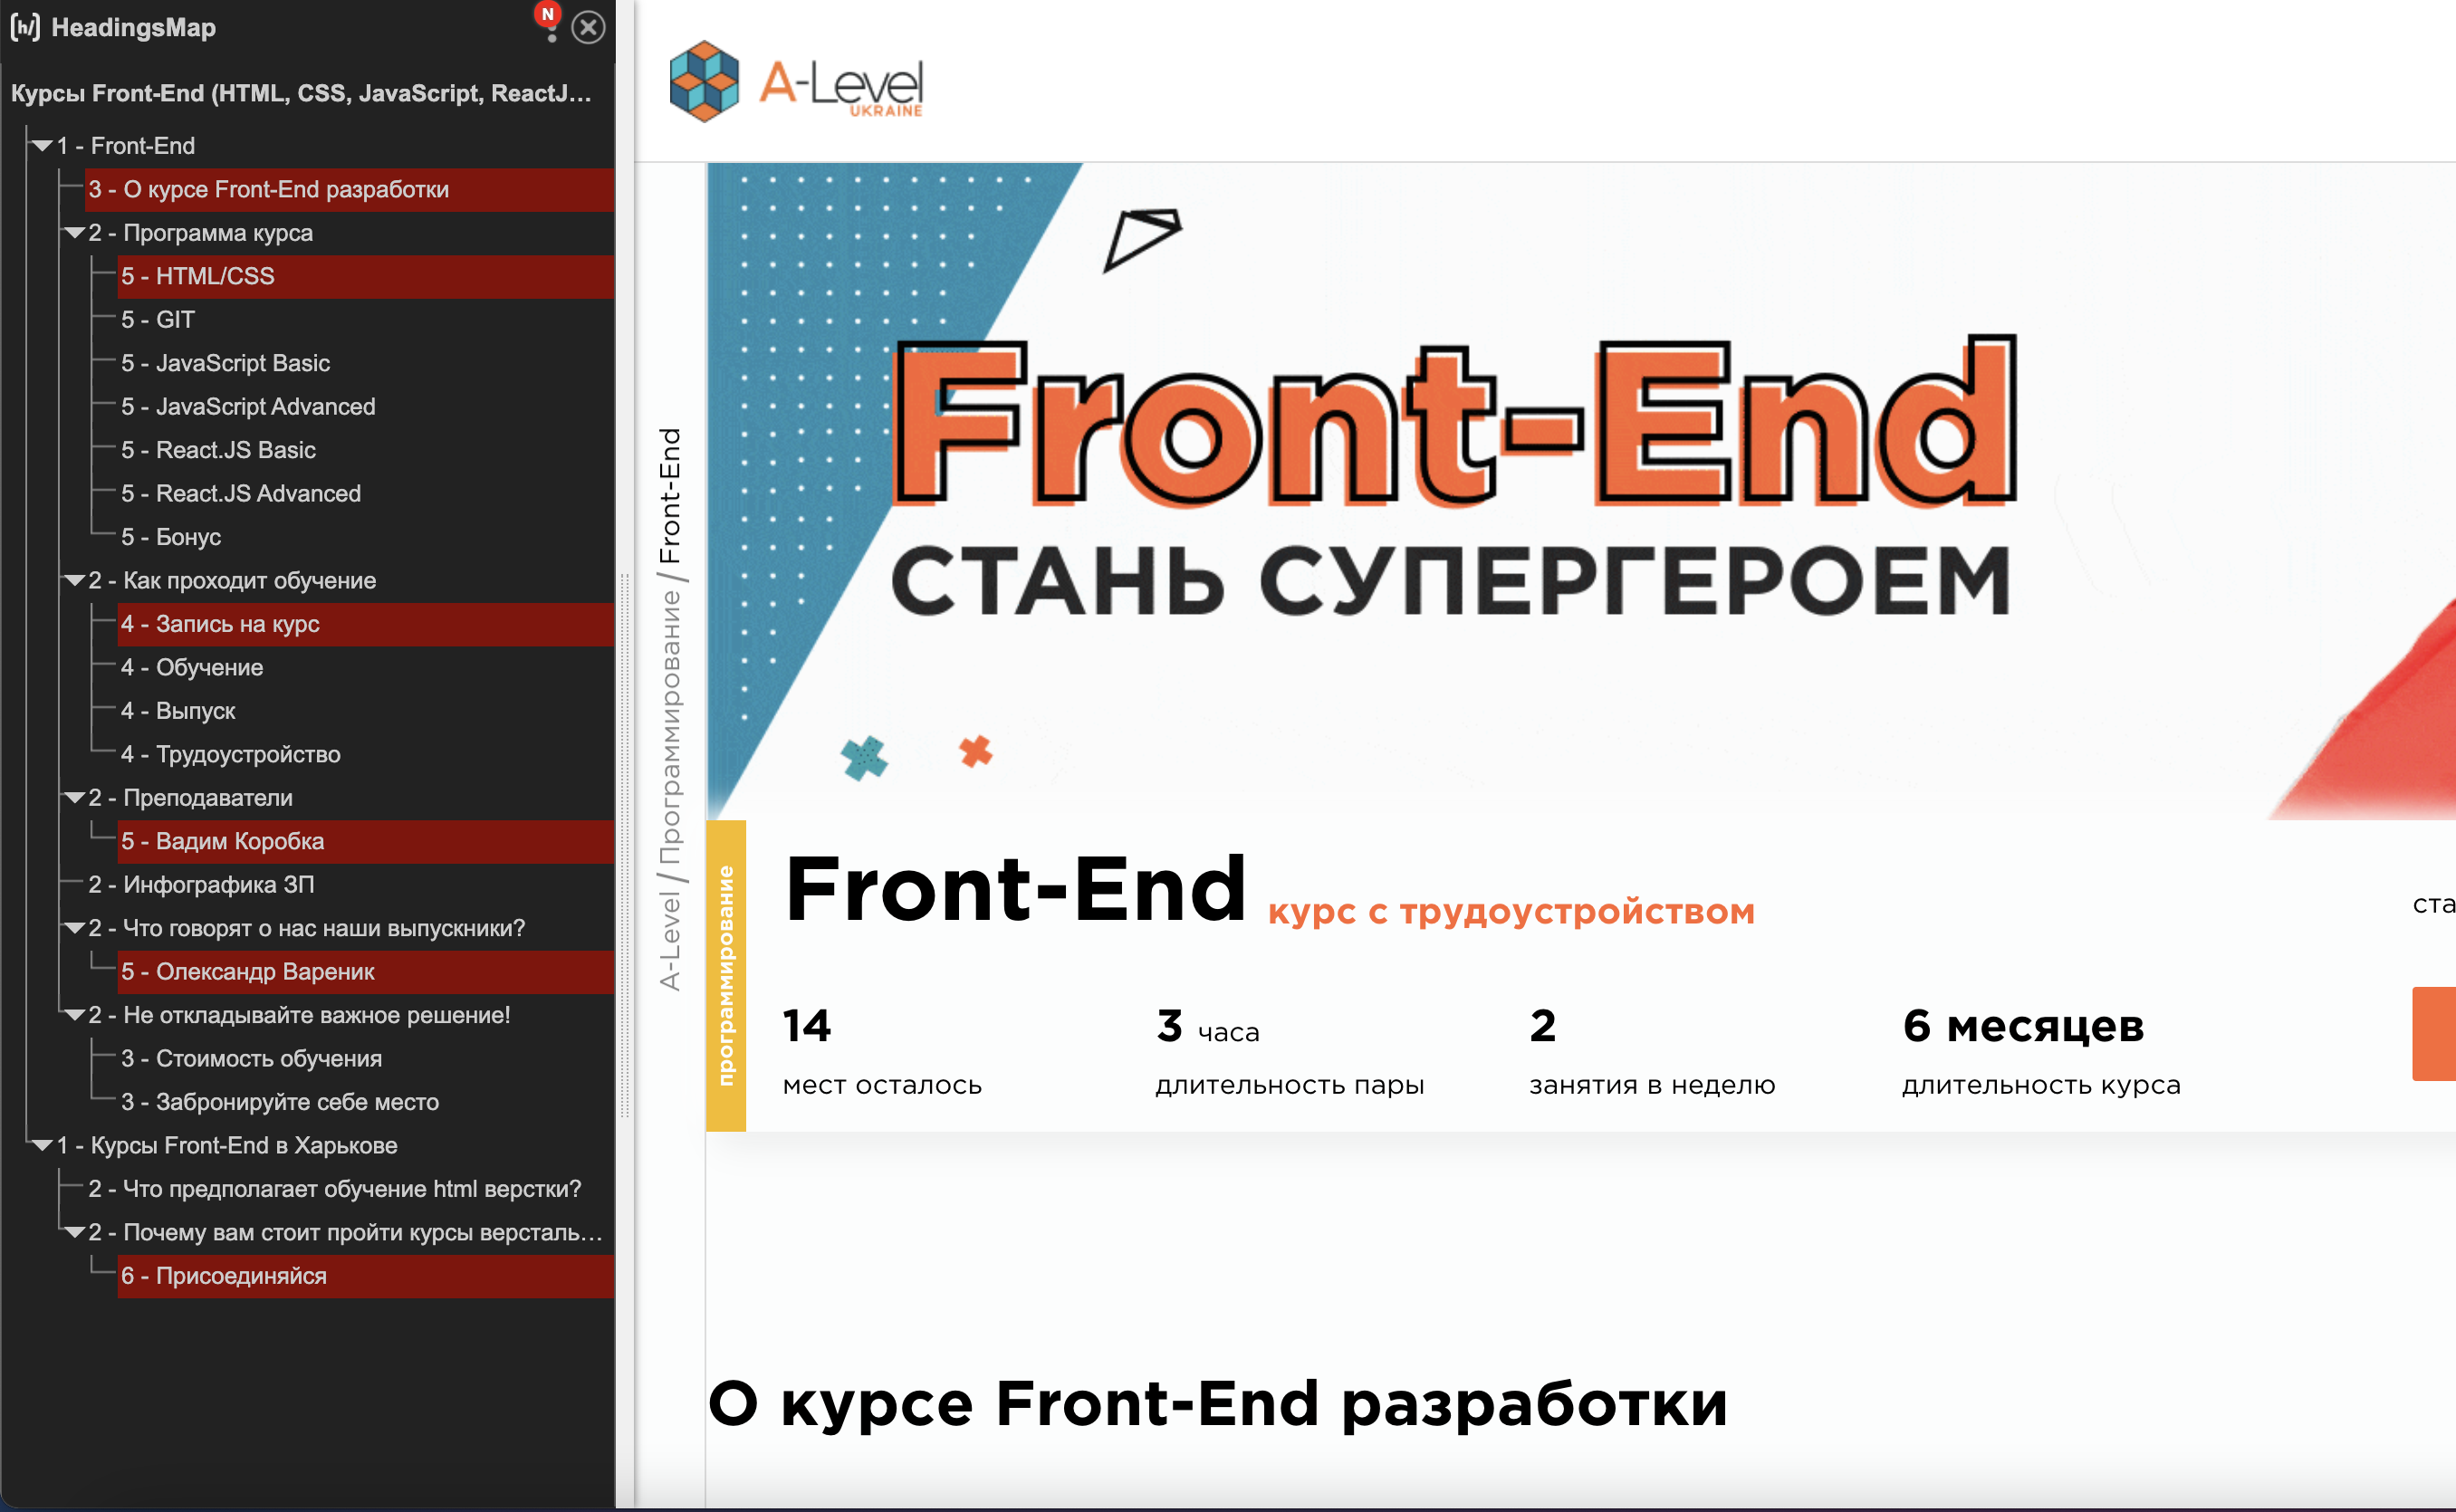 [h/] HeadingsMap
N
Курсы Front-End (HTML, CSS, JavaScript, ReactJ...
1 - Front-End
3 - О курсе Front-End разработки
2 - Программа курса
5 - HTML/CSS
5 - GIT
5 - JavaScript Basic
5 - JavaScript Advanced
5 - React.JS Basic
5 - React.JS Advanced
5 - Бонус
2 - Как проходит обучение
4 - Запись на курс
4 - Обучение
4 - Выпуск
4 - Трудоустройство
2 - Преподаватели
5 - Вадим Коробка
2 - Инфографика ЗП
2 - Что говорят о нас наши выпускники?
5 - Олександр Вареник
2 - Не откладывайте важное решение!
3 - Стоимость обучения
3 - Забронируйте себе место
1 - Курсы Front-End в Харькове
2 - Что предполагает обучение html верстки?
2 - Почему вам стоит пройти курсы версталь...
6 - Присоединяйся
A-Level
UKRAINE
A-Level / Программирование / Front-End
Front-End
СТАНЬ СУПЕРГЕРОЕМ
программирование
Front-End курс с трудоустройством
ста
14
мест осталось
3 часа
длительность пары
2
занятия в неделю
6 месяцев
длительность курса
О курсе Front-End разработки